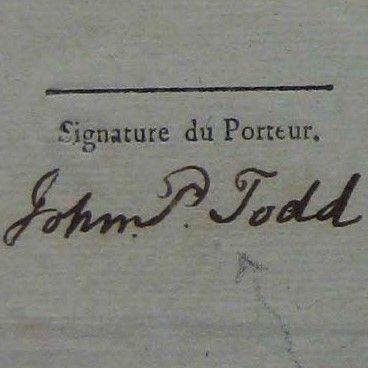 Signature du Porteur.
John. P. Todd